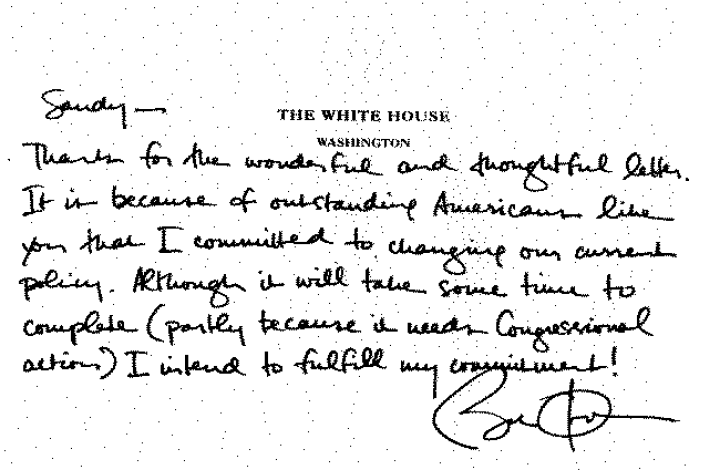 Sandy —
THE WHITE HOUSE
WASHINGTON
Thanks for the wonderful and thoughtful letter.
It is because of outstanding Americans like
you that I committed to changing our current
policy. Although it will take some time to
complete (partly because it needs Congressional
action) I intend to fulfill my commitment!